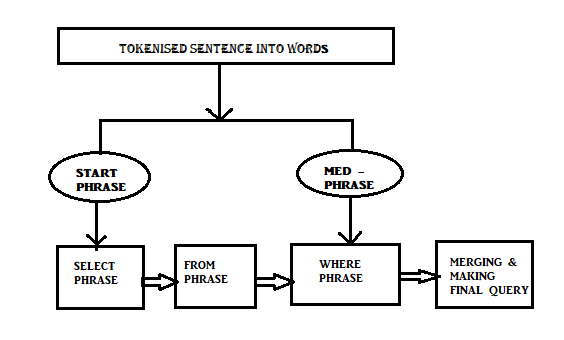 TOKENISED SENTENCE INTO WORDS
START
PHRASE
MED -
PHRASE
SELECT
PHRASE
FROM
PHRASE
WHERE
PHRASE
MERGING &
MAKING
FINAL QUERY